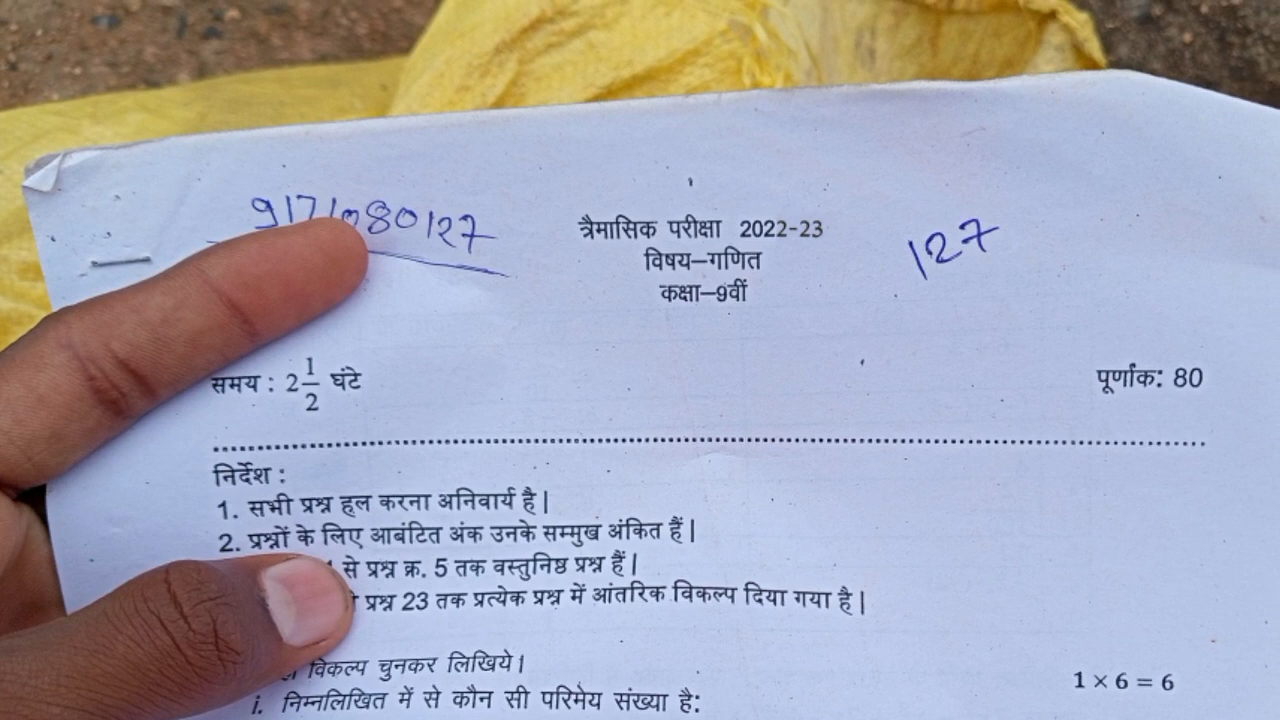 त्रैमासिक परीक्षा 2022-23
127
विषय–गणित
कक्षा–9वीं
समय : 2 1/2 घंटे
पूर्णांक: 80
निर्देश :
1. सभी प्रश्न हल करना अनिवार्य है|
2. प्रश्नों के लिए आबंटित अंक उनके सम्मुख अंकित हैं|
से प्रश्न क्र. 5 तक वस्तुनिष्ठ प्रश्न हैं|
प्रश्न 23 तक प्रत्येक प्रश्न में आंतरिक विकल्प दिया गया है|
विकल्प चुनकर लिखिये|
1 × 6 = 6
i. निम्नलिखित में से कौन सी परिमेय संख्या है: